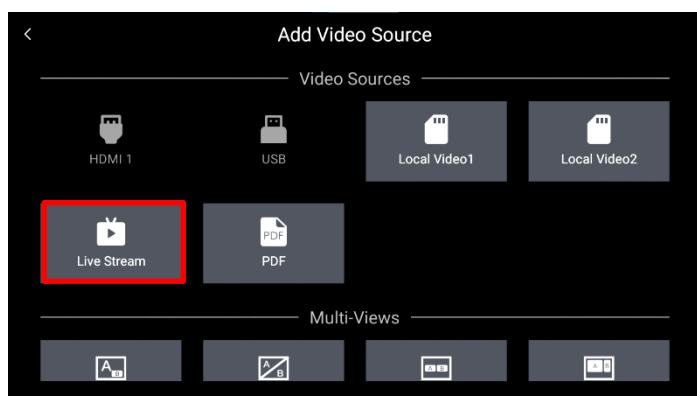 Add Video Source
Video Sources
HDMI 1
USB
Local Video1
Local Video2
Live Stream
PDF
PDF
Multi-Views
A B
A B
A B
A B